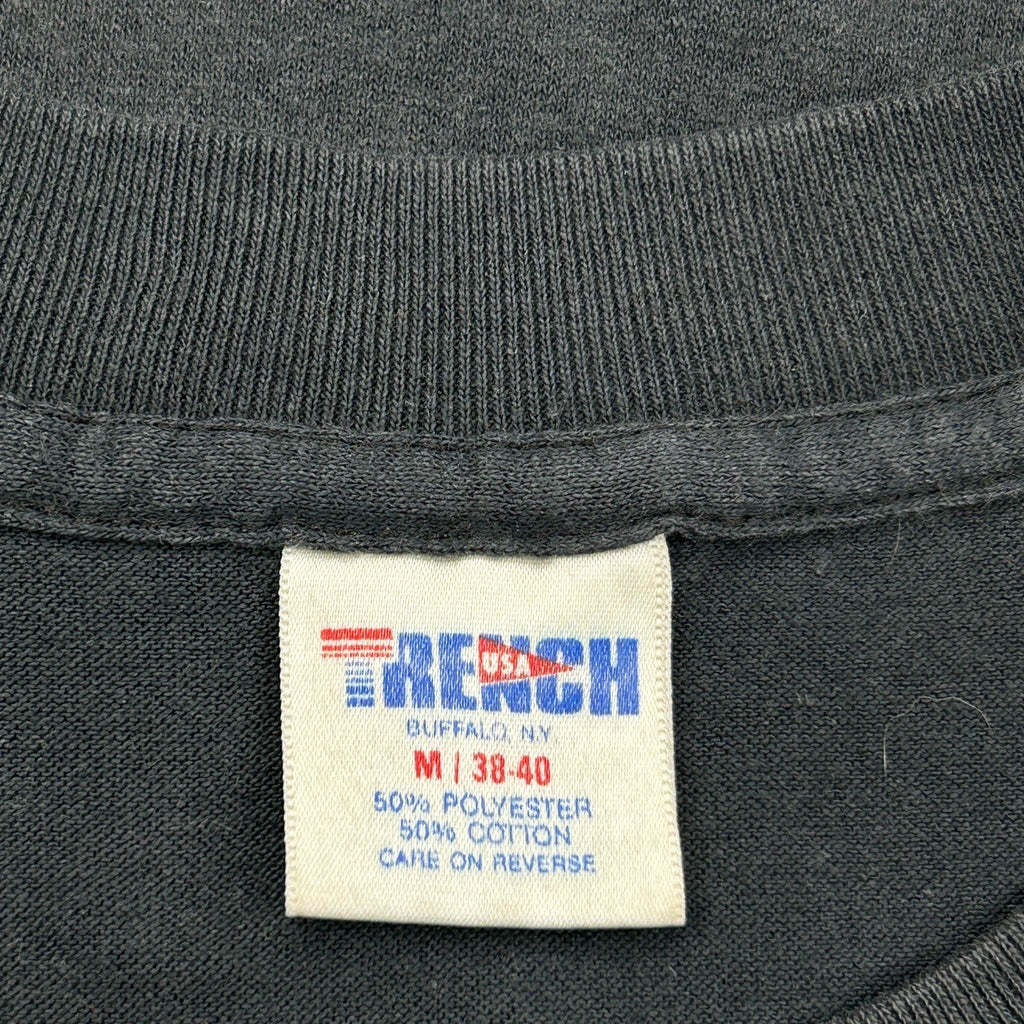 TRENCH
USA
BUFFALO, N.Y.
M / 38-40
50% POLYESTER
50% COTTON
CARE ON REVERSE